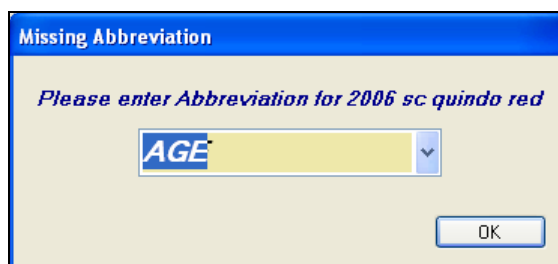 Missing Abbreviation
Please enter Abbreviation for 2006 sc quindo red
AGE
OK